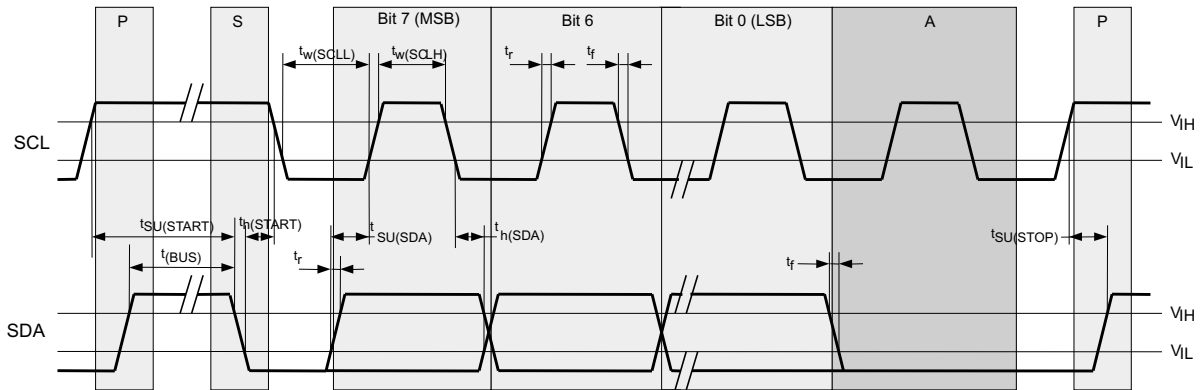 P S Bit 7 (MSB) Bit 6 Bit 0 (LSB) A P
tw(SCLL) tw(SCLH) tr tf
VIH
SCL
VIL
tSU(START) th(START) tSU(SDA) th(SDA) tSU(STOP)
t(BUS) tr tf
VIH
SDA
VIL